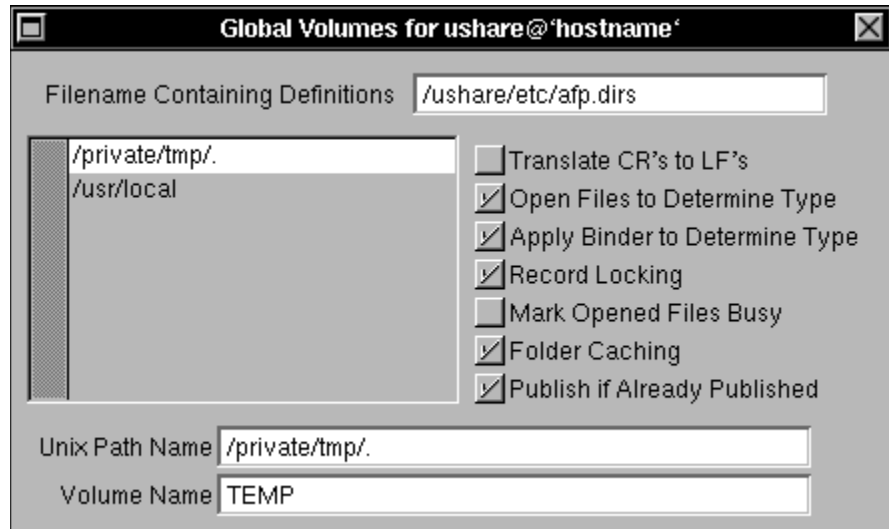 Global Volumes for ushare@‘hostname‘
Filename Containing Definitions /ushare/etc/afp.dirs
/private/tmp/.
/usr/local
Translate CR's to LF's
Open Files to Determine Type
Apply Binder to Determine Type
Record Locking
Mark Opened Files Busy
Folder Caching
Publish if Already Published
Unix Path Name /private/tmp/.
Volume Name TEMP